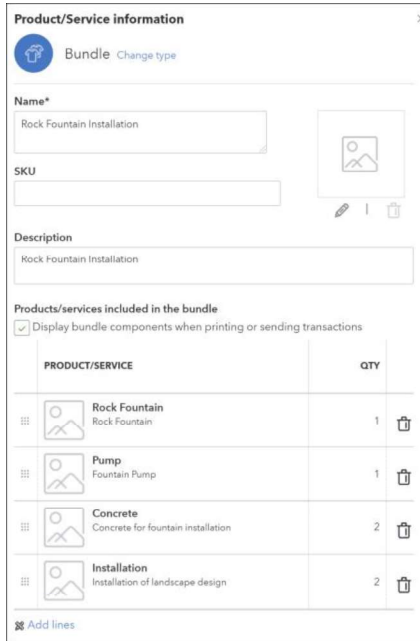 Product/Service information
Bundle Change type
Name*
Rock Fountain Installation
SKU
Description
Rock Fountain Installation
Products/services included in the bundle
Display bundle components when printing or sending transactions
PRODUCT/SERVICE QTY
Rock Fountain
Rock Fountain 1
Pump
Fountain Pump 1
Concrete
Concrete for fountain installation 2
Installation
Installation of landscape design 2
Add lines